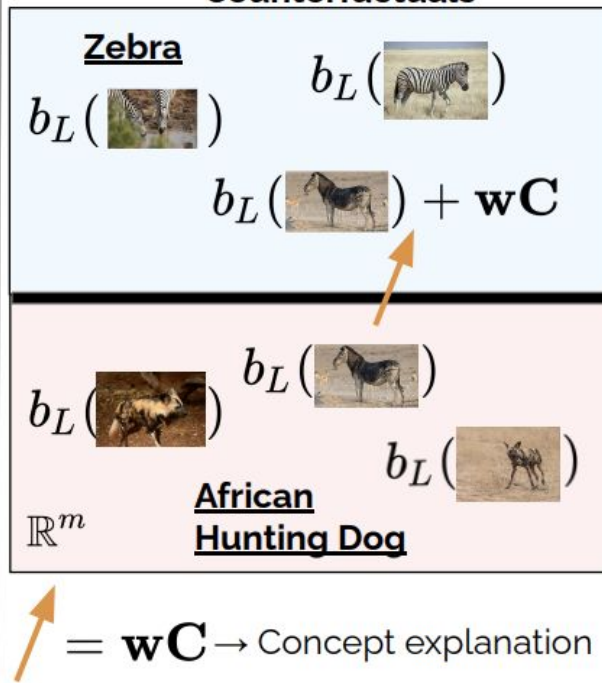 Zebra
b_L( )
b_L( )
b_L( ) + wC
b_L( )
b_L( )
b_L( )
African
Hunting Dog
ℝ^m
= wC → Concept explanation